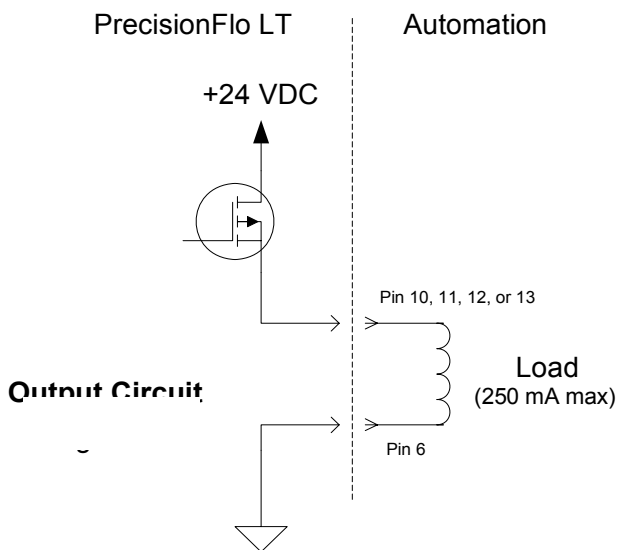 PrecisionFlo LT
Automation
+24 VDC
Pin 10, 11, 12, or 13
Load
(250 mA max)
Output Circuit
Pin 6